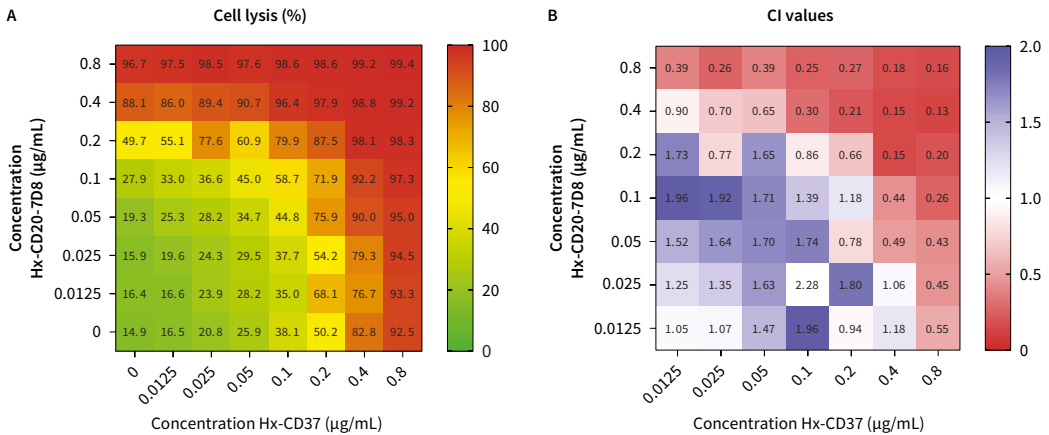 A
Cell lysis (%)
Concentration
Hx-CD20-7D8 (µg/mL)
0.8 96.7 97.5 98.5 97.6 98.6 98.6 99.2 99.4
0.4 88.1 86.0 89.4 90.7 96.4 97.9 98.8 99.2
0.2 49.7 55.1 77.6 60.9 79.9 87.5 98.1 98.3
0.1 27.9 33.0 36.6 45.0 58.7 71.9 92.2 97.3
0.05 19.3 25.3 28.2 34.7 44.8 75.9 90.0 95.0
0.025 15.9 19.6 24.3 29.5 37.7 54.2 79.3 94.5
0.0125 16.4 16.6 23.9 28.2 35.0 68.1 76.7 93.3
0 14.9 16.5 20.8 25.9 38.1 50.2 82.8 92.5
0 0.0125 0.025 0.05 0.1 0.2 0.4 0.8
Concentration Hx-CD37 (µg/mL)
100
80
60
40
20
0
B
CI values
Concentration
Hx-CD20-7D8 (µg/mL)
0.8 0.39 0.26 0.39 0.25 0.27 0.18 0.16
0.4 0.90 0.70 0.65 0.30 0.21 0.15 0.13
0.2 1.73 0.77 1.65 0.86 0.66 0.15 0.20
0.1 1.96 1.92 1.71 1.39 1.18 0.44 0.26
0.05 1.52 1.64 1.70 1.74 0.78 0.49 0.43
0.025 1.25 1.35 1.63 2.28 1.80 1.06 0.45
0.0125 1.05 1.07 1.47 1.96 0.94 1.18 0.55
0.0125 0.025 0.05 0.1 0.2 0.4 0.8
Concentration Hx-CD37 (µg/mL)
2.0
1.5
1.0
0.5
0